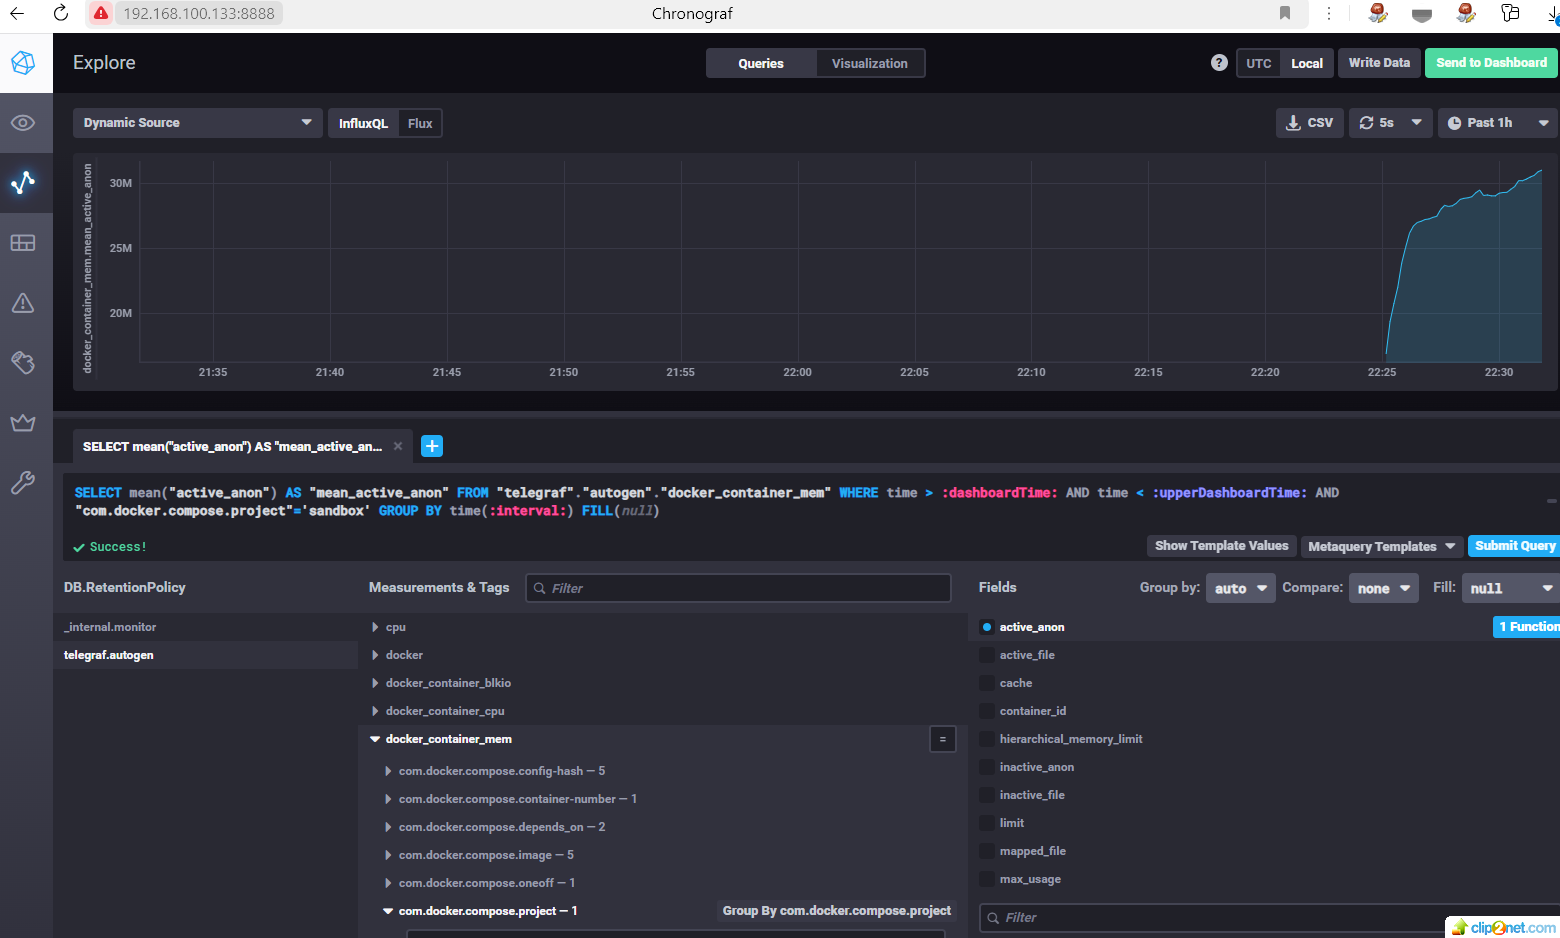 192.168.100.133:8888
Chronograf
Explore
Queries
Visualization
?
UTC
Local
Write Data
Send to Dashboard
Dynamic Source
InfluxQL
Flux
CSV
5s
Past 1h
docker_container_mem.mean_active_anon
30M
25M
20M
21:35
21:40
21:45
21:50
21:55
22:00
22:05
22:10
22:15
22:20
22:25
22:30
SELECT mean("active_anon") AS "mean_active_an...
SELECT mean("active_anon") AS "mean_active_anon" FROM "telegraf"."autogen"."docker_container_mem" WHERE time > :dashboardTime: AND time < :upperDashboardTime: AND
"com.docker.compose.project"='sandbox' GROUP BY time(:interval:) FILL(null)
Success!
Show Template Values
Metaquery Templates
Submit Query
DB.RetentionPolicy
Measurements & Tags
Filter
Fields
Group by:
auto
Compare:
none
Fill:
null
_internal.monitor
telegraf.autogen
cpu
docker
docker_container_blkio
docker_container_cpu
docker_container_mem
=
com.docker.compose.config-hash — 5
com.docker.compose.container-number — 1
com.docker.compose.depends_on — 2
com.docker.compose.image — 5
com.docker.compose.oneoff — 1
com.docker.compose.project — 1
Group By com.docker.compose.project
active_anon
1 Function
active_file
cache
container_id
hierarchical_memory_limit
inactive_anon
inactive_file
limit
mapped_file
max_usage
Filter
clip2net.com